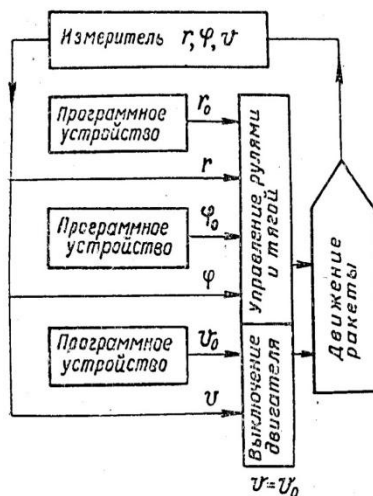 Измеритель r, φ, v
Программное
устройство
r₀
r
Программное
устройство
φ₀
φ
Программное
устройство
v₀
v
Управление рулями
и тягой
Выключение
двигателя
Движение
ракеты
v=v₀